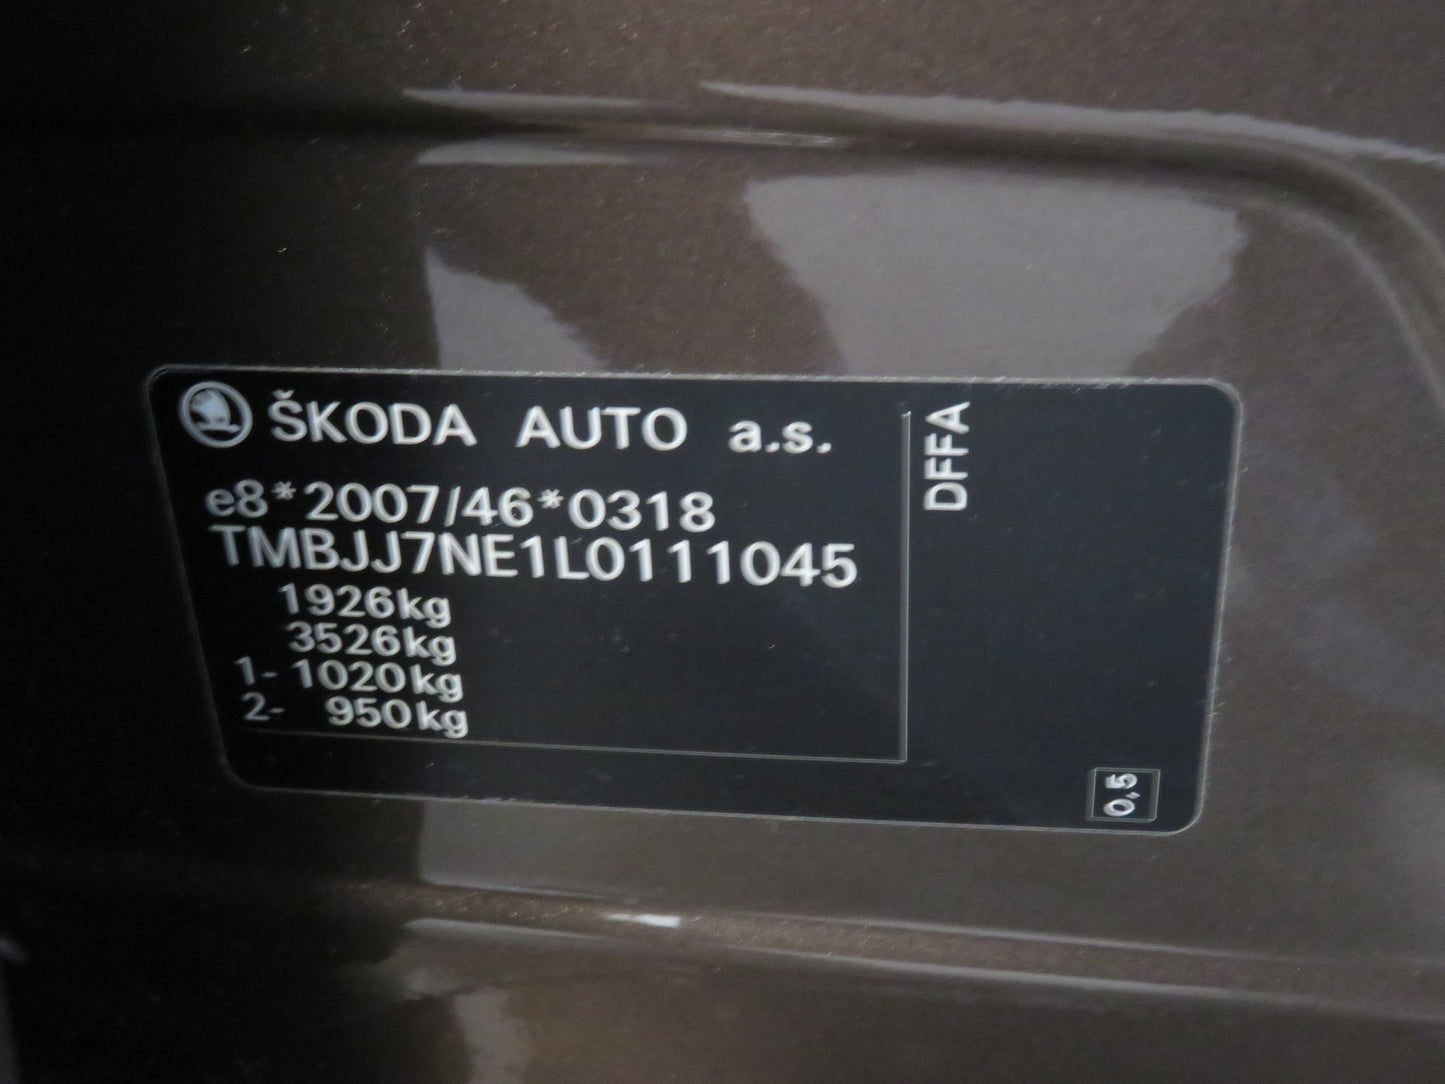 ŠKODA AUTO a.s.
e8*2007/46*0318
TMBJJ7NE1L0111045
1926kg
3526kg
1- 1020kg
2- 950kg
DFFA
0,5